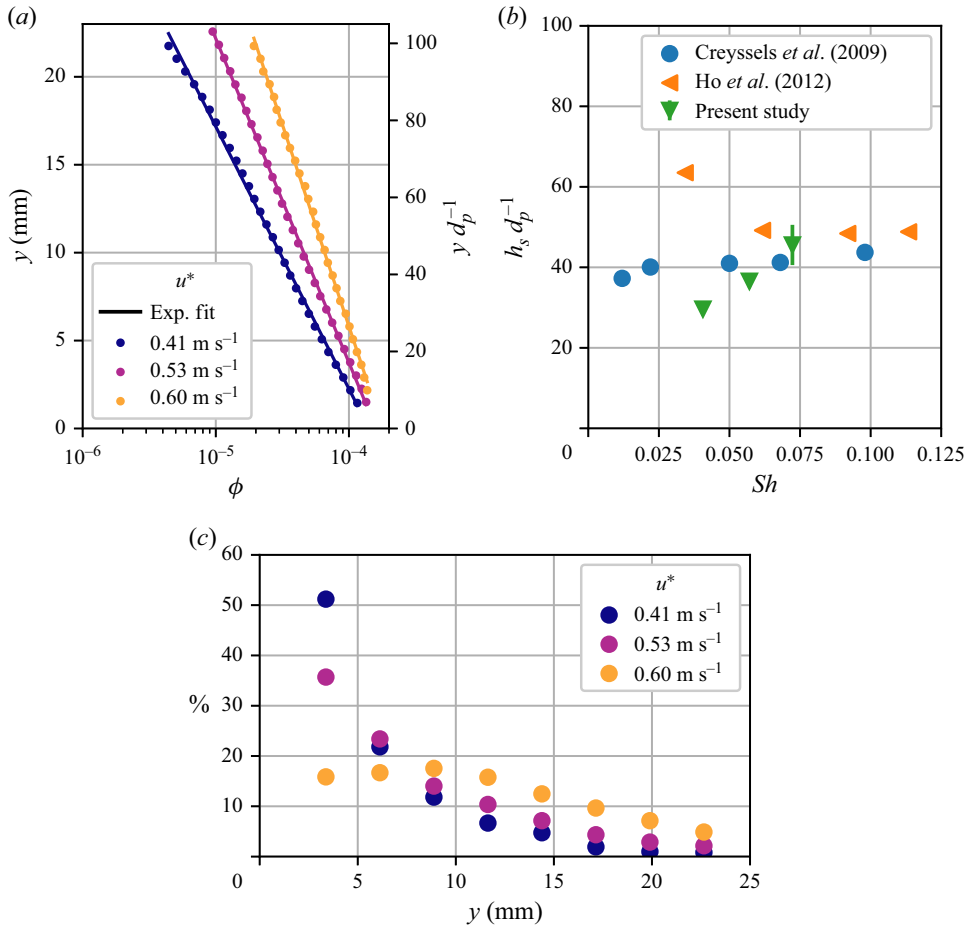 (a)
20
15
10
5
0
y (mm)
100
80
60
40
20
0
y dₚ⁻¹
u*
Exp. fit
0.41 m s⁻¹
0.53 m s⁻¹
0.60 m s⁻¹
10⁻⁶
10⁻⁵
10⁻⁴
ϕ
(b)
100
80
60
40
20
0
hₛ dₚ⁻¹
Creyssels et al. (2009)
Ho et al. (2012)
Present study
0.025
0.050
0.075
0.100
0.125
Sh
(c)
60
50
40
30
20
10
%
u*
0.41 m s⁻¹
0.53 m s⁻¹
0.60 m s⁻¹
0
5
10
15
20
25
y (mm)